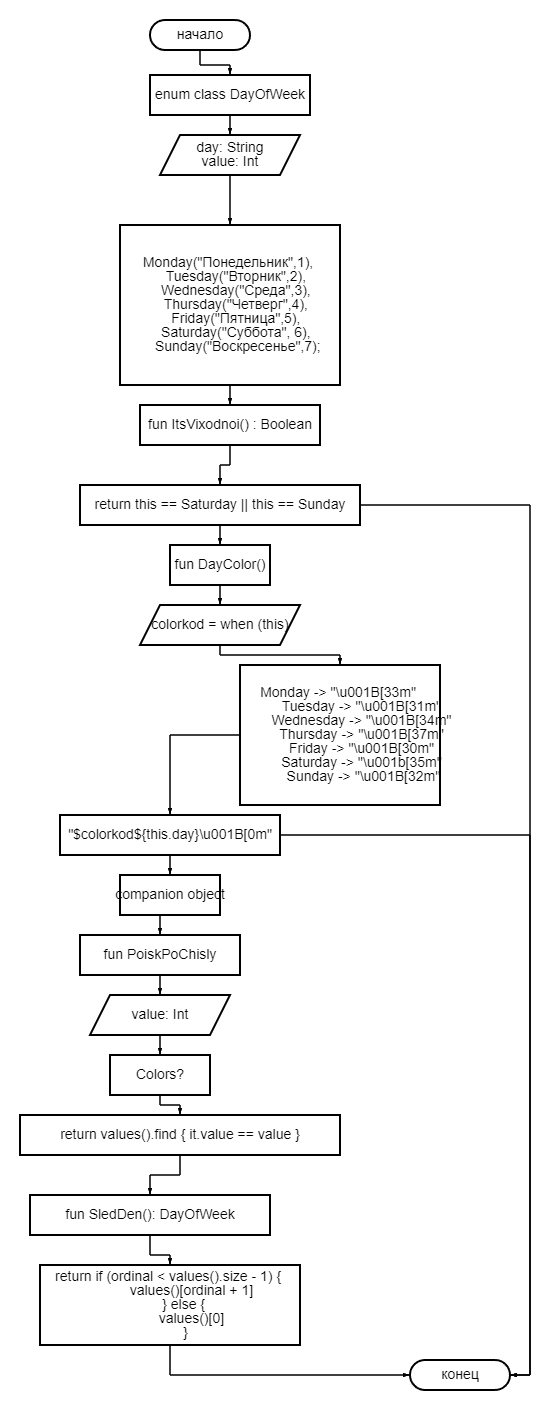 начало
enum class DayOfWeek
day: String
value: Int
Monday("Понедельник",1),
Tuesday("Вторник",2),
Wednesday("Среда",3),
Thursday("Четверг",4),
Friday("Пятница",5),
Saturday("Суббота", 6),
Sunday("Воскресенье",7);
fun ItsVixodnoi() : Boolean
return this == Saturday || this == Sunday
fun DayColor()
colorkod = when (this)
Monday -> "\u001B[33m"
Tuesday -> "\u001B[31m"
Wednesday -> "\u001B[34m"
Thursday -> "\u001B[37m"
Friday -> "\u001B[30m"
Saturday -> "\u001b[35m"
Sunday -> "\u001B[32m"
"$colorkod${this.day}\u001B[0m"
companion object
fun PoiskPoChisly
value: Int
Colors?
return values().find { it.value == value }
fun SledDen(): DayOfWeek
return if (ordinal < values().size - 1) {
values()[ordinal + 1]
} else {
values()[0]
}
конец